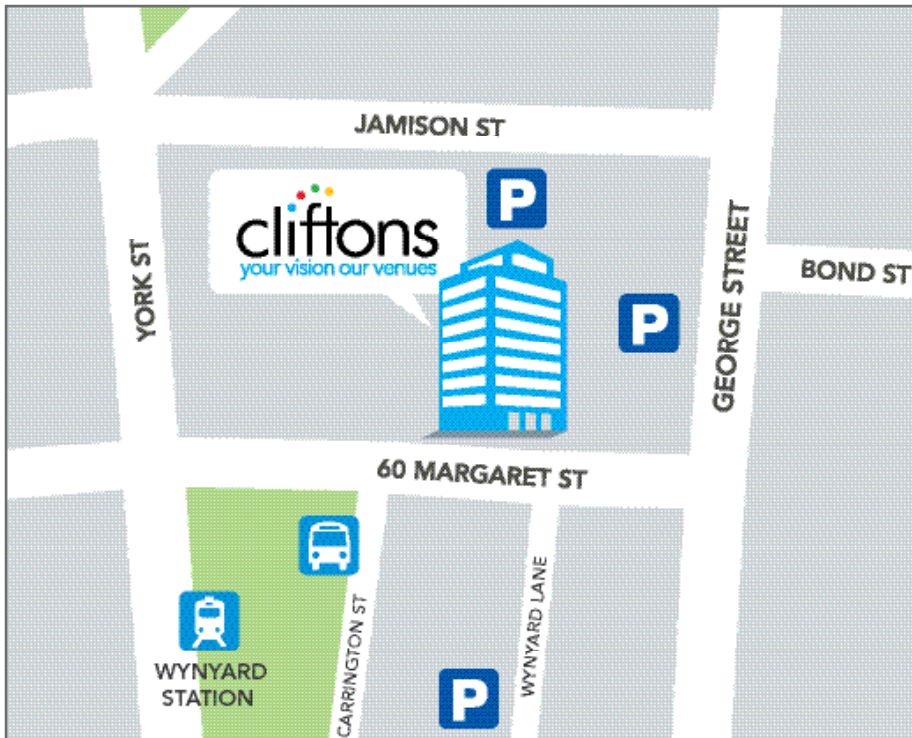 JAMISON ST
P
cliftons
your vision our venues
YORK ST
GEORGE STREET
BOND ST
P
60 MARGARET ST
CARRINGTON ST
WYNYARD LANE
WYNYARD
STATION
P